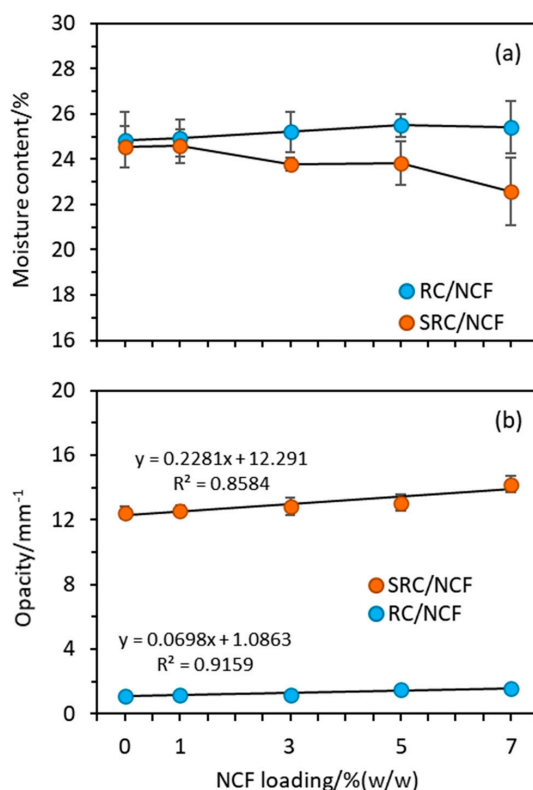 30
(a)
28
26
24
22
20
18
16
Moisture content/%
RC/NCF
SRC/NCF
20
(b)
16
12
8
4
0
Opacity/mm⁻¹
y = 0.2281x + 12.291
R² = 0.8584
SRC/NCF
RC/NCF
y = 0.0698x + 1.0863
R² = 0.9159
0 1 3 5 7
NCF loading/%(w/w)